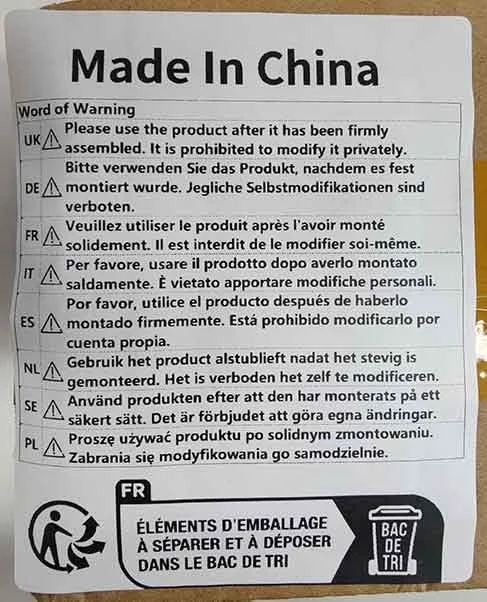 Made In China
Word of Warning
UK Please use the product after it has been firmly
assembled. It is prohibited to modify it privately.
DE Bitte verwenden Sie das Produkt, nachdem es fest
montiert wurde. Jegliche Selbstmodifikationen sind
verboten.
FR Veuillez utiliser le produit après l'avoir monté
solidement. Il est interdit de le modifier soi-même.
IT Per favore, usare il prodotto dopo averlo montato
saldamente. È vietato apportare modifiche personali.
ES Por favor, utilice el producto después de haberlo
montado firmemente. Está prohibido modificarlo por
cuenta propia.
NL Gebruik het product alstublieft nadat het stevig is
gemonteerd. Het is verboden het zelf te modificeren.
SE Använd produkten efter att den har monterats på ett
säkert sätt. Det är förbjudet att göra egna ändringar.
PL Proszę używać produktu po solidnym zmontowaniu.
Zabrania się modyfikowania go samodzielnie.
FR
ÉLÉMENTS D'EMBALLAGE
À SÉPARER ET À DÉPOSER
DANS LE BAC DE TRI
BAC
DE
TRI